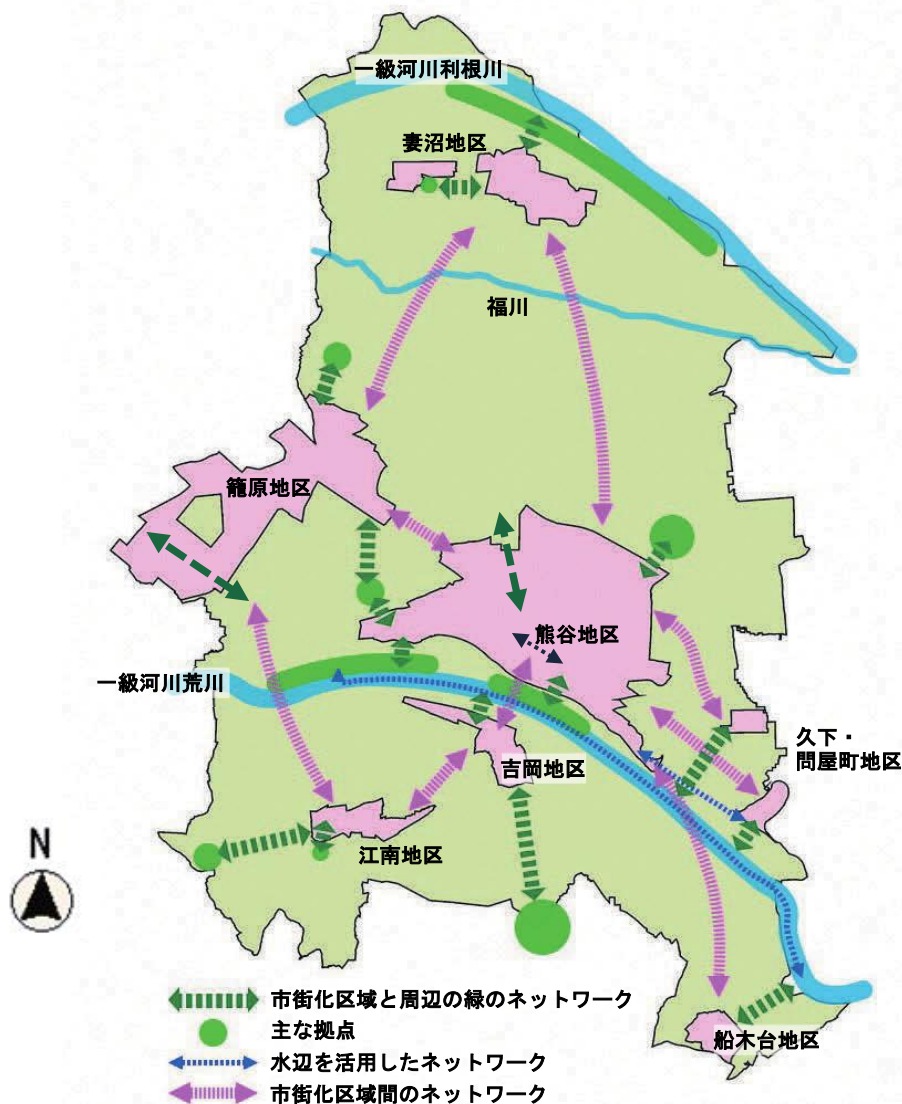 一級河川利根川
妻沼地区
福川
籠原地区
熊谷地区
一級河川荒川
久下・
問屋町地区
吉岡地区
江南地区
N
船木台地区
市街化区域と周辺の緑のネットワーク
主な拠点
水辺を活用したネットワーク
市街化区域間のネットワーク